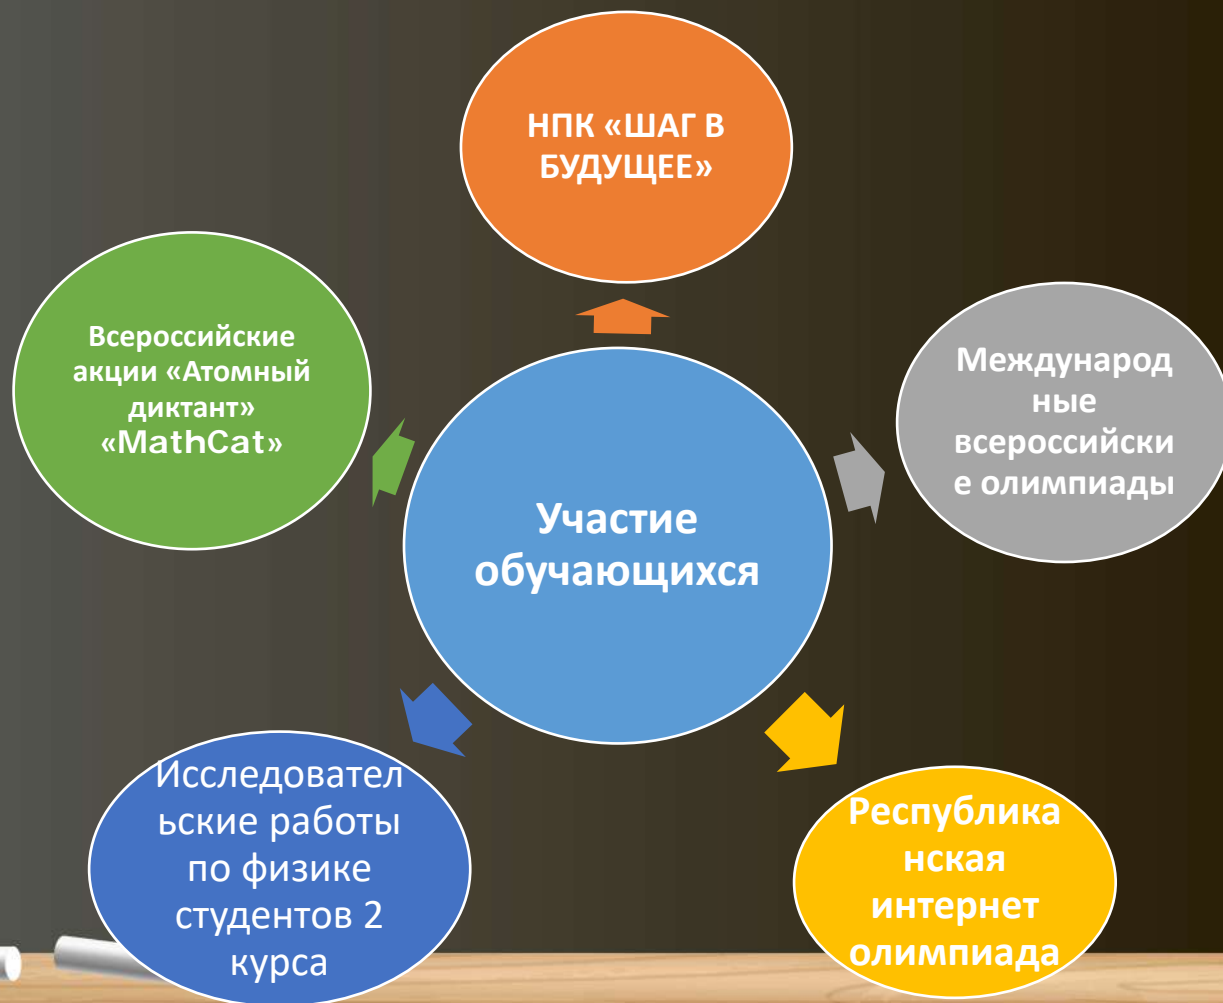 НПК «ШАГ В
БУДУЩЕЕ»
Всероссийские
акции «Атомный
диктант»
«MathCat»
Международ
ные
всероссийски
е олимпиады
Участие
обучающихся
Исследовател
ьские работы
по физике
студентов 2
курса
Республика
нская
интернет
олимпиада